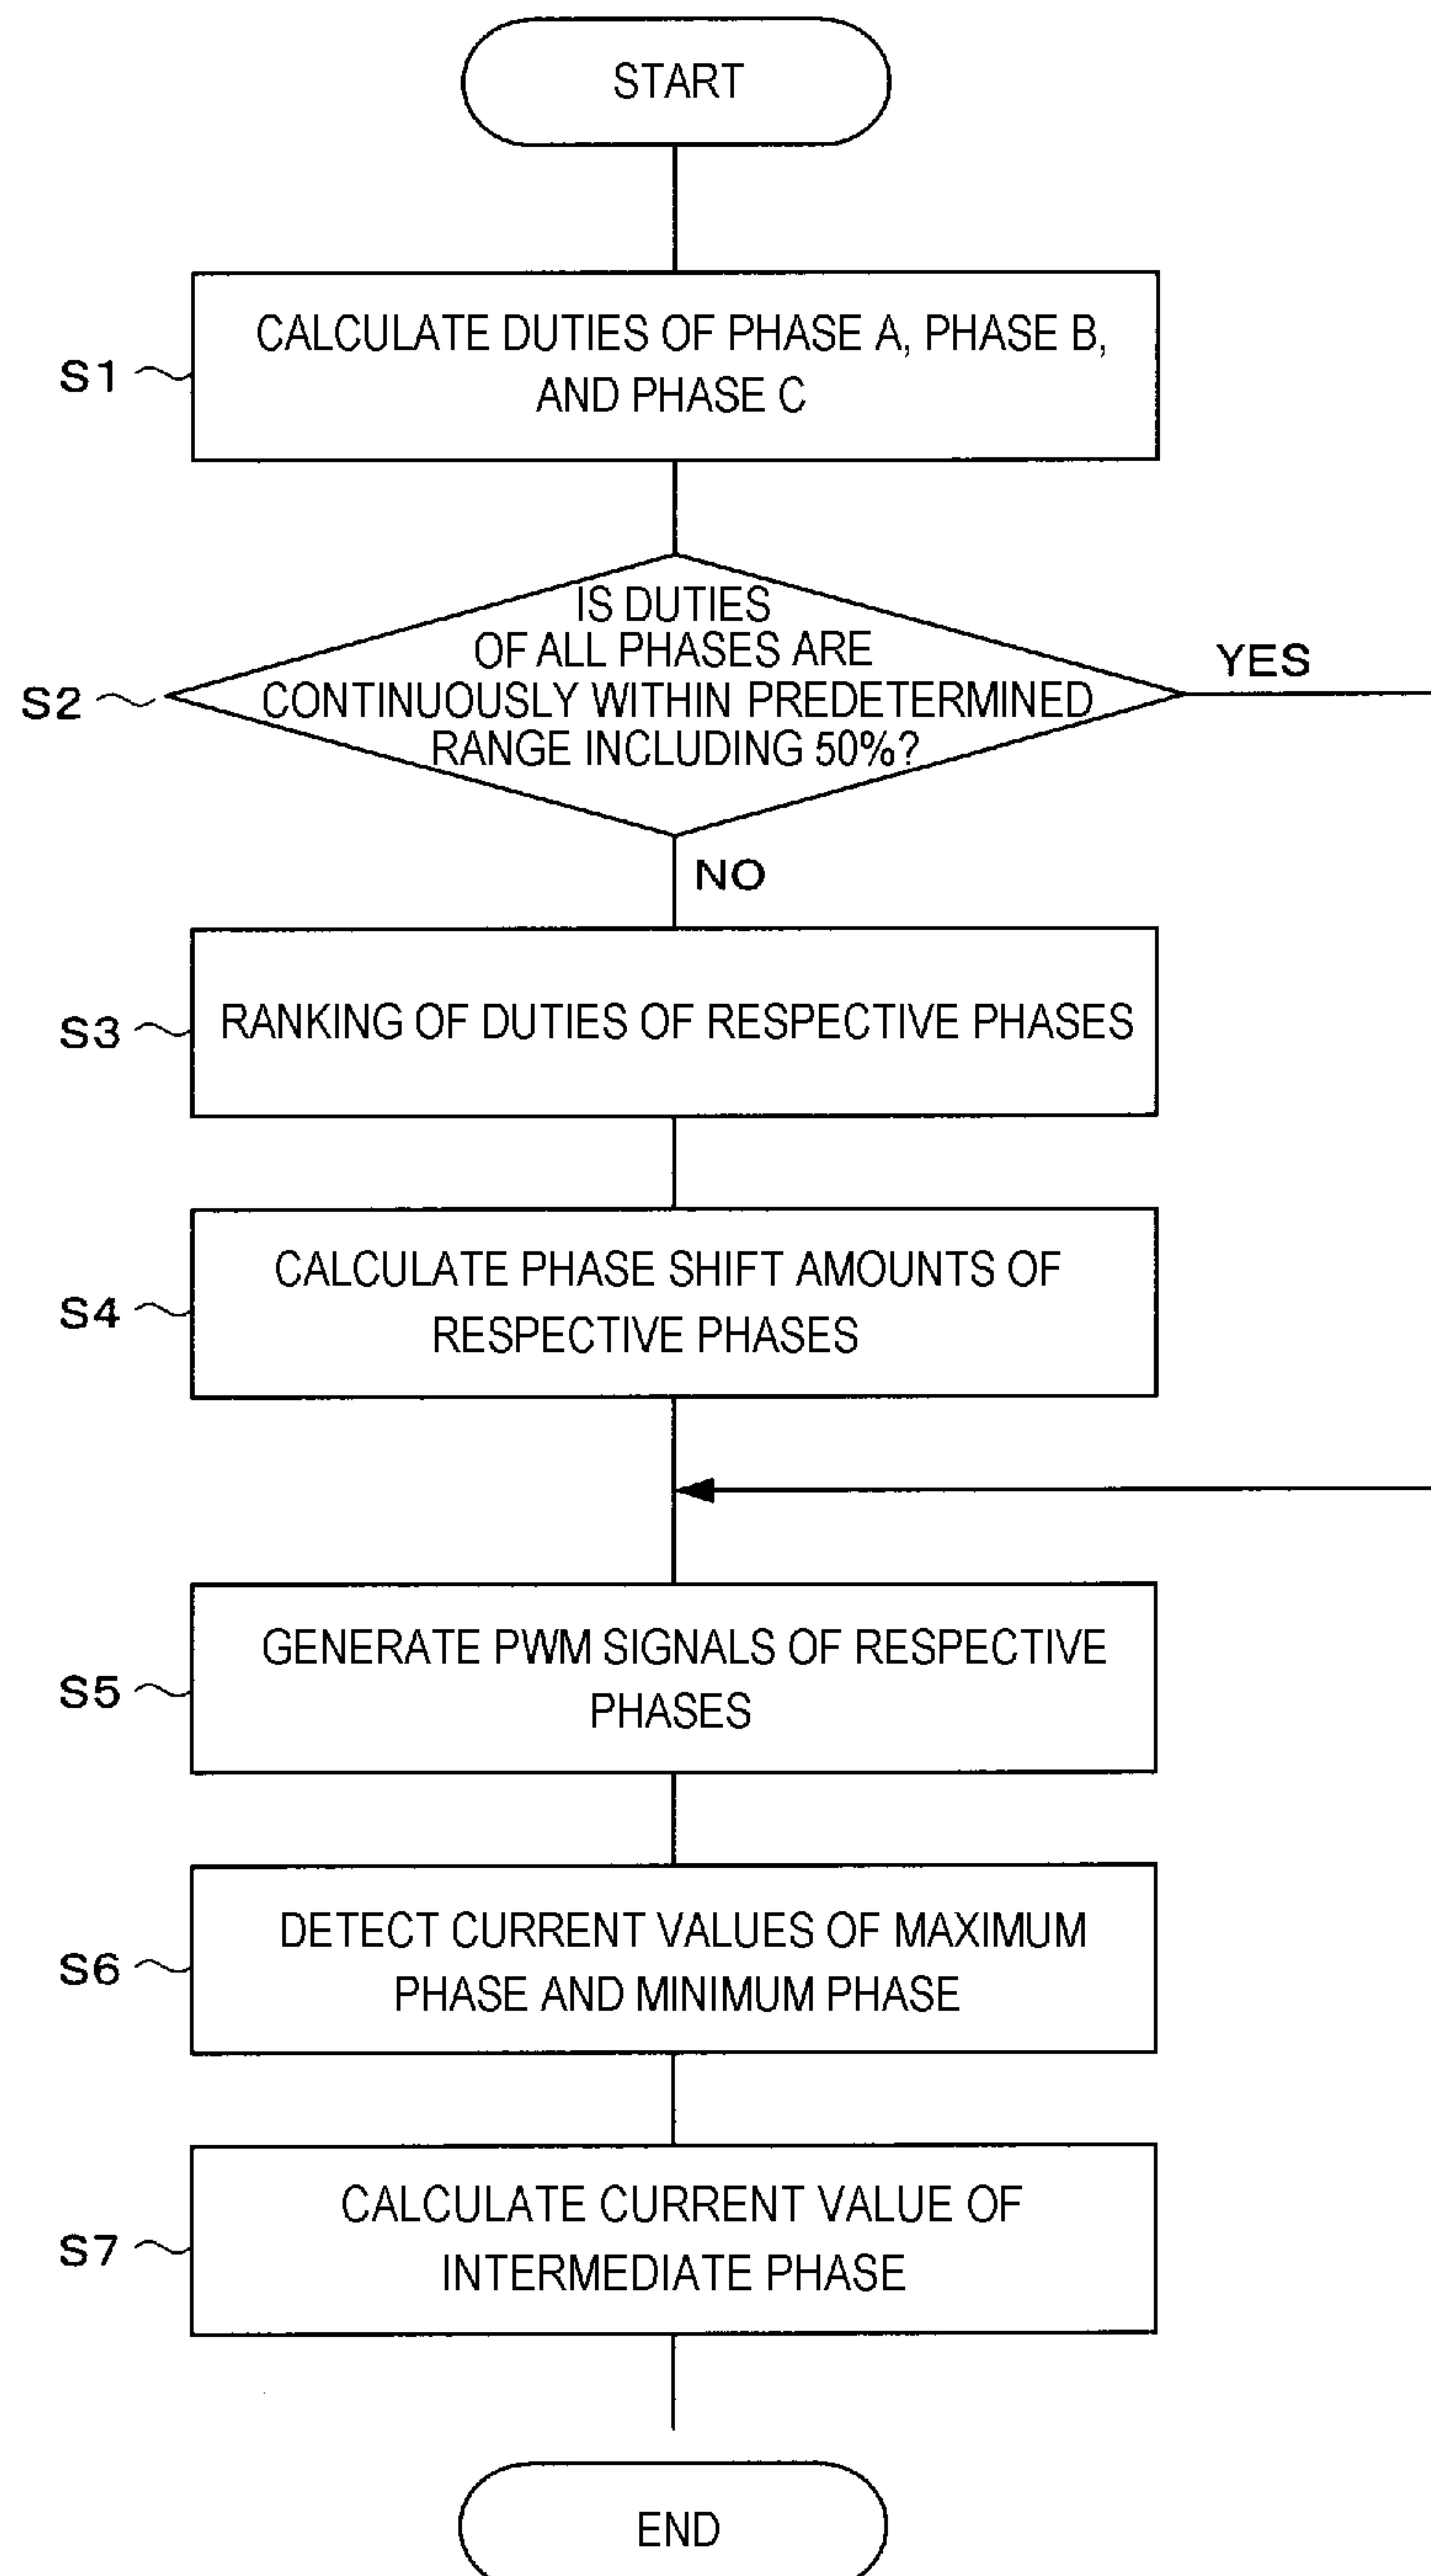 START
S1
CALCULATE DUTIES OF PHASE A, PHASE B,
AND PHASE C
S2
IS DUTIES
OF ALL PHASES ARE
CONTINUOUSLY WITHIN PREDETERMINED
RANGE INCLUDING 50%?
YES
NO
S3
RANKING OF DUTIES OF RESPECTIVE PHASES
S4
CALCULATE PHASE SHIFT AMOUNTS OF
RESPECTIVE PHASES
S5
GENERATE PWM SIGNALS OF RESPECTIVE
PHASES
S6
DETECT CURRENT VALUES OF MAXIMUM
PHASE AND MINIMUM PHASE
S7
CALCULATE CURRENT VALUE OF
INTERMEDIATE PHASE
END